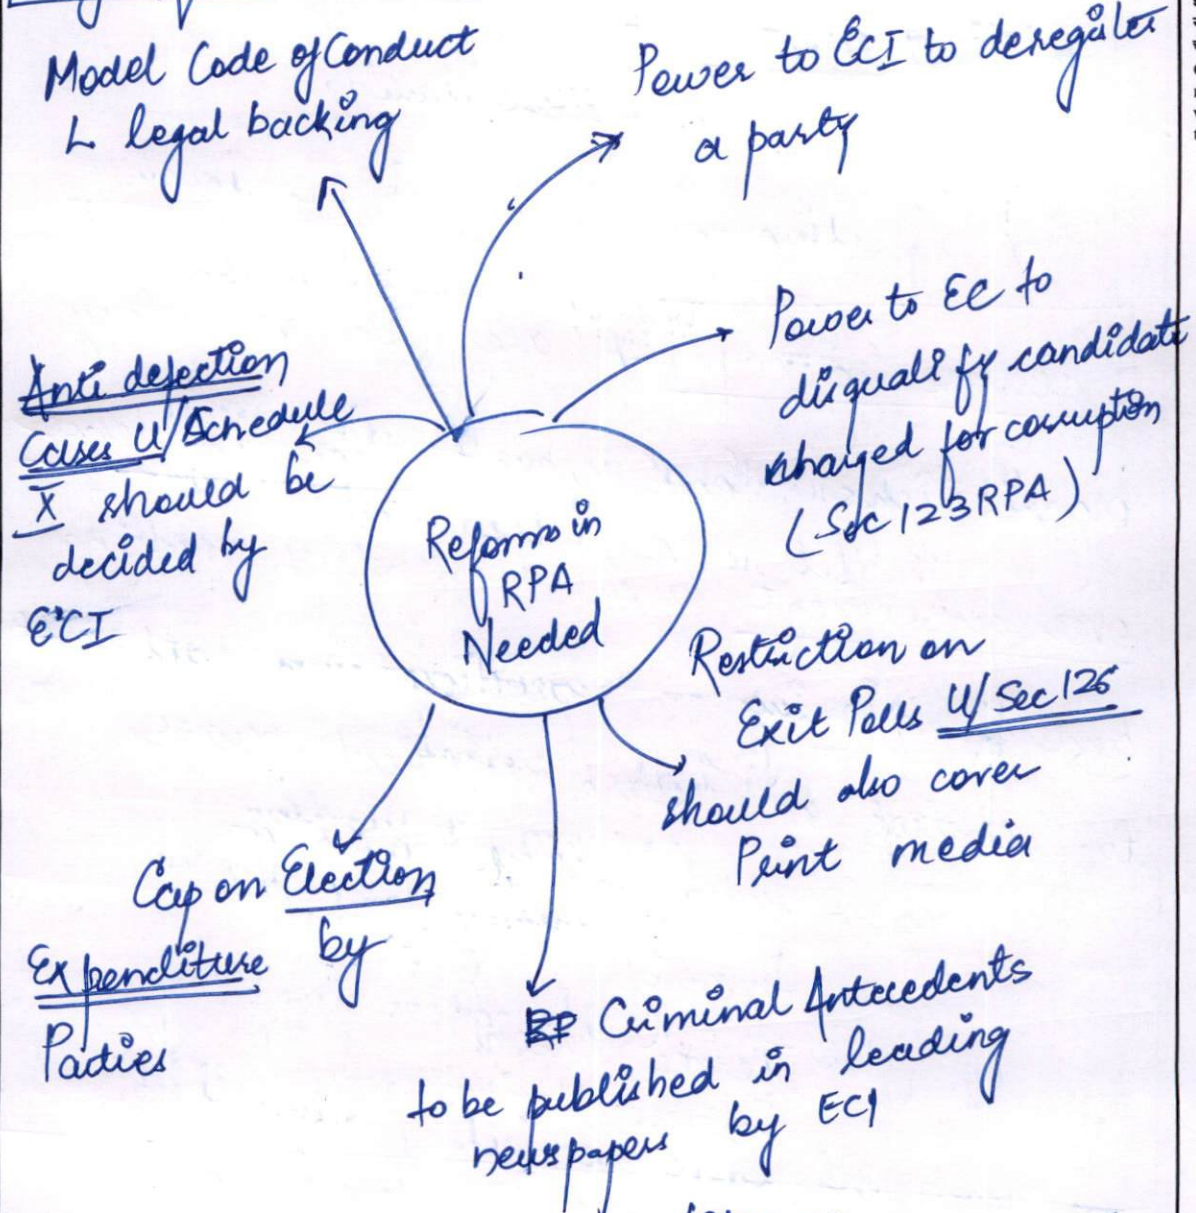 Model Code of Conduct
L legal backing
Power to ECI to deregister
a party
Power to EC to
disqualify candidate
charged for corruption
(Sec 123 RPA)
Anti defection
Cases U/Schedule
X should be
decided by
ECI
Reforms in
RPA
Needed
Restriction on
Exit Polls U/Sec 126
should also cover
Print media
Cap on Election
Expenditure by
Parties
Criminal Antecedents
to be published in leading
newspapers by ECI